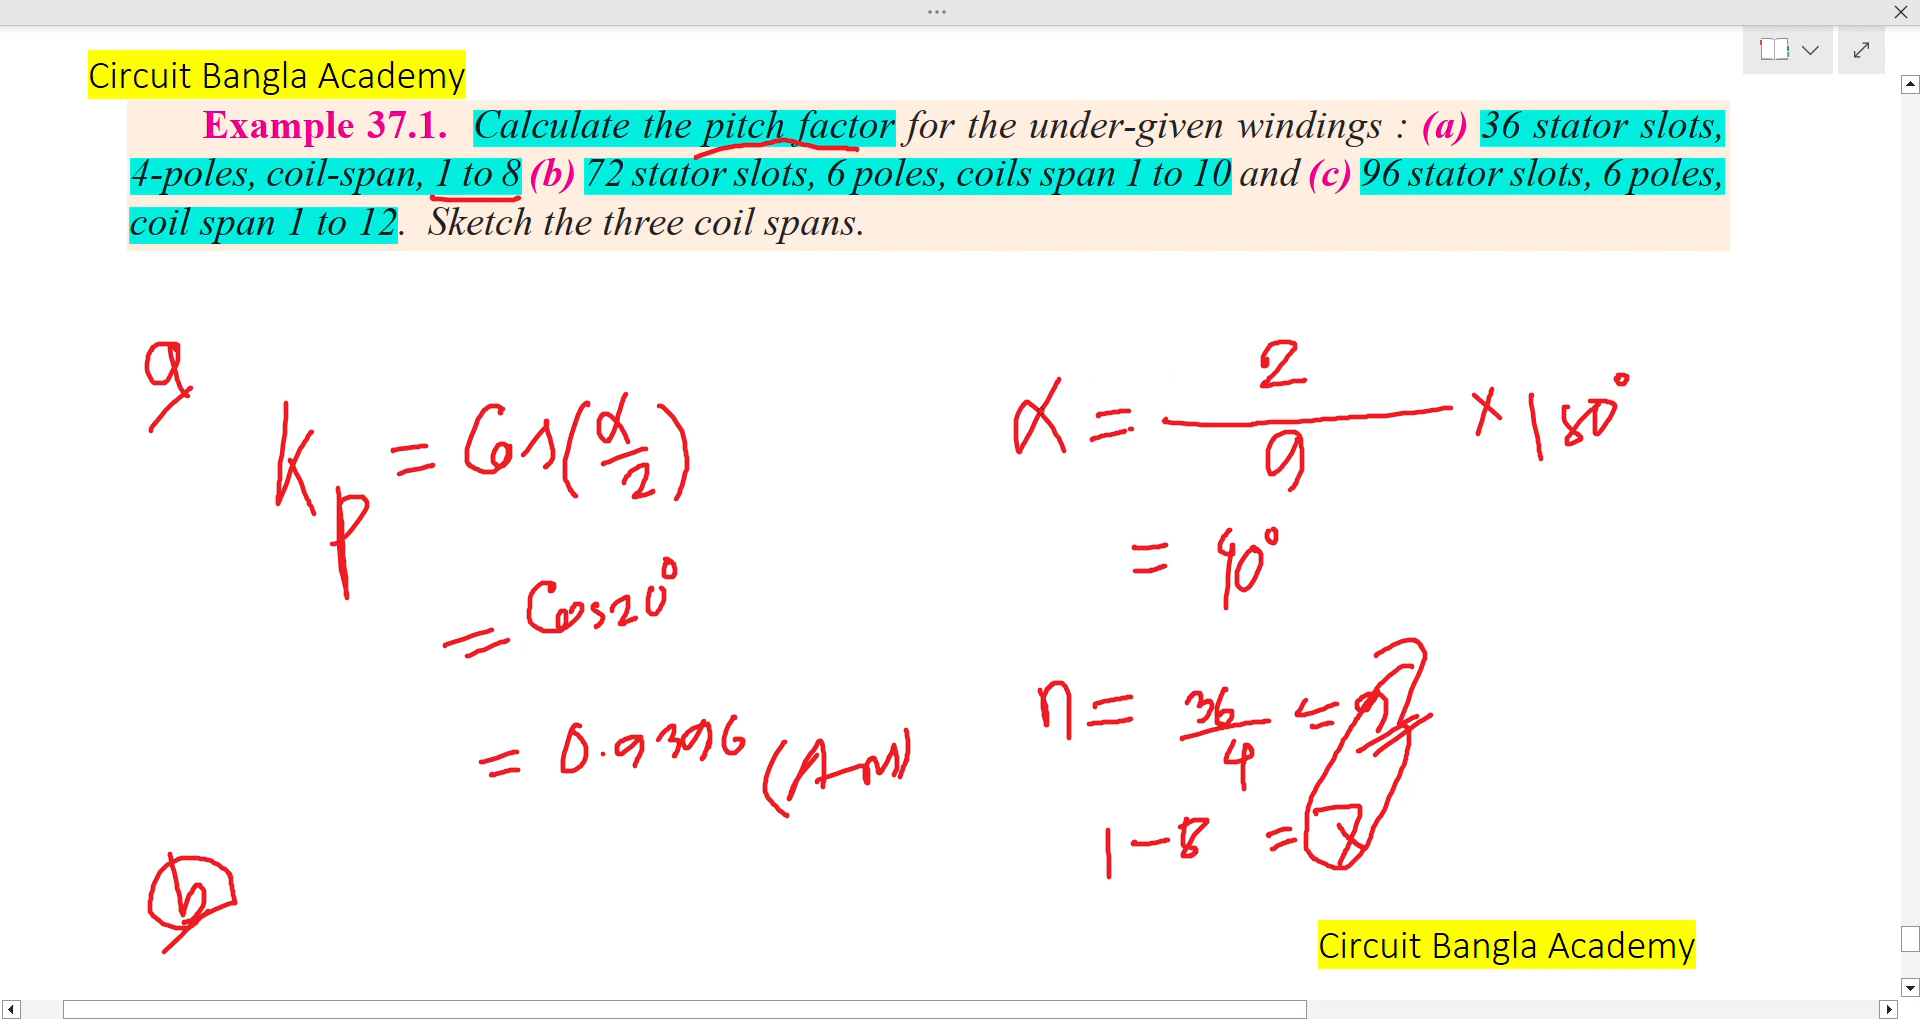 Circuit Bangla Academy
Example 37.1. Calculate the pitch factor for the under-given windings : (a) 36 stator slots,
4-poles, coil-span, 1 to 8 (b) 72 stator slots, 6 poles, coils span 1 to 10 and (c) 96 stator slots, 6 poles,
coil span 1 to 12. Sketch the three coil spans.
a
Kp = Cos(α/2)
= Cos20°
= 0.9396 (Ans)
α = 2/9 × 180°
= 40°
n = 36/4 = 9
1-8 = 7
b
Circuit Bangla Academy